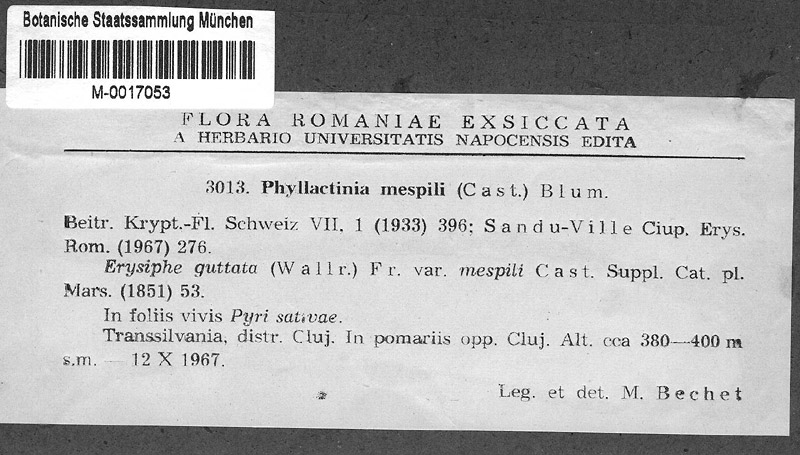 Botanische Staatssammlung München
M-0017053
FLORA ROMANIAE EXSICCATA
A HERBARIO UNIVERSITATIS NAPOCENSIS EDITA
3013. Phyllactinia mespili (Cast.) Blum.
Beitr. Krypt.-Fl. Schweiz VII, 1 (1933) 396; Sandu-Ville Ciup. Erys.
Rom. (1967) 276.
Erysiphe guttata (Wallr.) Fr. var. mespili Cast. Suppl. Cat. pl.
Mars. (1851) 53.
In foliis vivis Pyri sativae.
Transsilvania, distr. Cluj. In pomariis opp. Cluj. Alt. cca 380—400 m
s.m. — 12 X 1967.
Leg. et det. M. Bechet